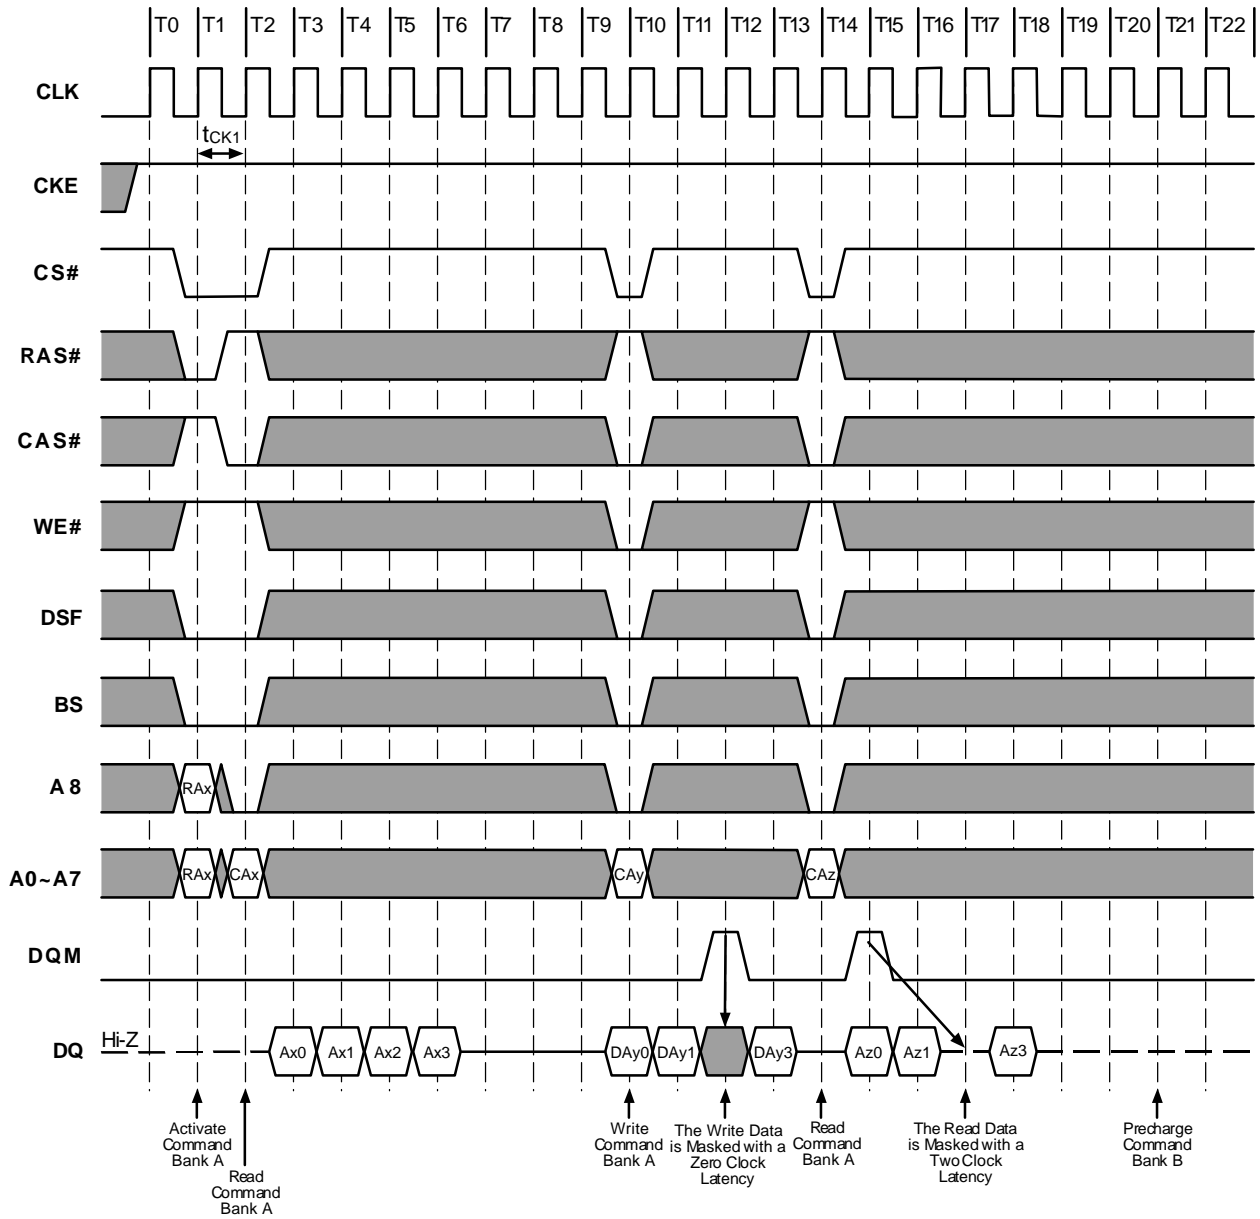 T0 T1 T2 T3 T4 T5 T6 T7 T8 T9 T10 T11 T12 T13 T14 T15 T16 T17 T18 T19 T20 T21 T22
CLK
tCK1
CKE
CS#
RAS#
CAS#
WE#
DSF
BS
A8
RAx
A0~A7
RAx CAx CAy CAz
DQM
DQ
Hi-Z
Ax0 Ax1 Ax2 Ax3 DAy0 DAy1 DAy3 Az0 Az1 Az3
Activate
Command
Bank A
Read
Command
Bank A
Write
Command
Bank A
The Write Data
is Masked with a
Zero Clock
Latency
Read
Command
Bank A
The Read Data
is Masked with a
Two Clock
Latency
Precharge
Command
Bank B